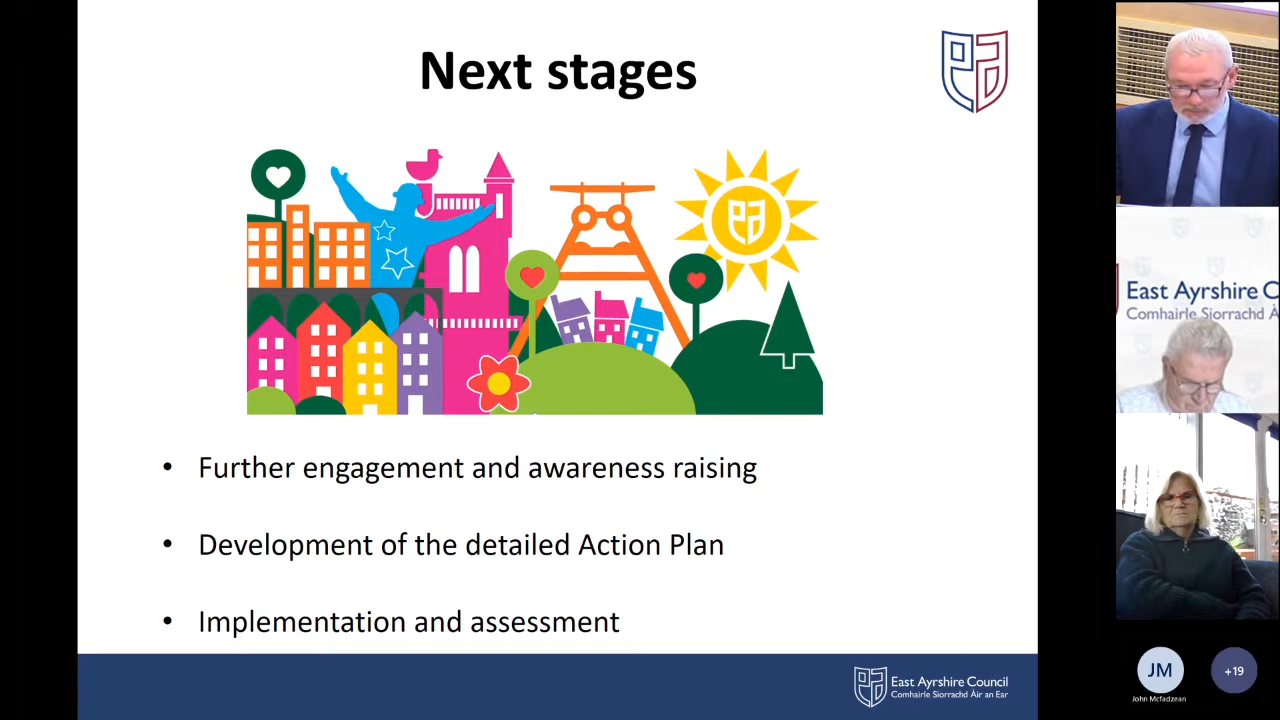 Next stages
• Further engagement and awareness raising
• Development of the detailed Action Plan
• Implementation and assessment
East Ayrshire Council
Comhairle Siorrachd Àir an Ear
East Ayrshire C
Comhairle Siorrachd À
JM
John Mcfadzean
+19